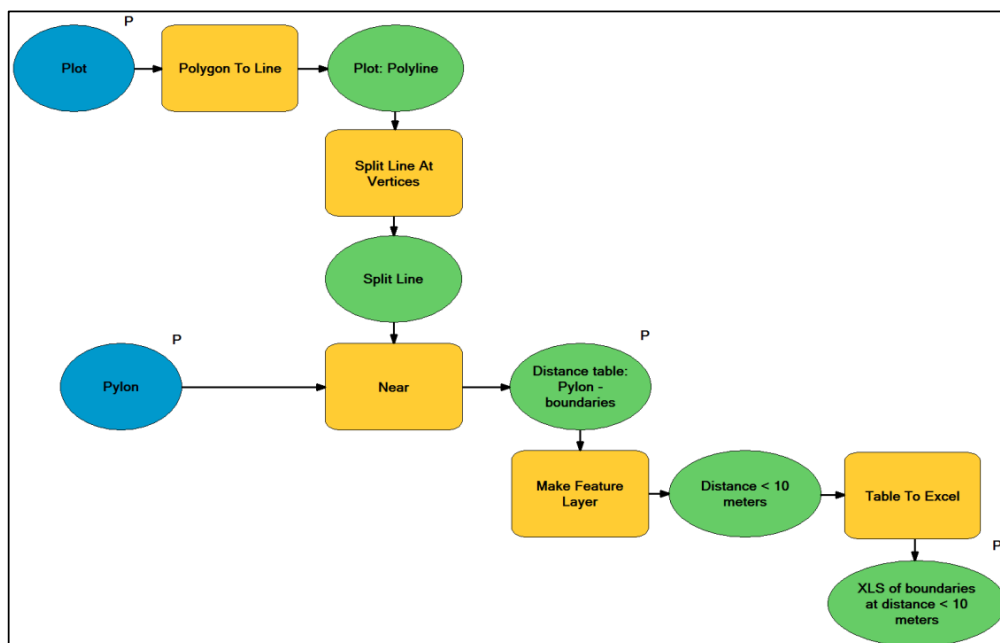 P
Plot
Polygon To Line
Plot: Polyline
Split Line At
Vertices
Split Line
P
Pylon
Near
P
Distance table:
Pylon -
boundaries
Make Feature
Layer
Distance < 10
meters
Table To Excel
P
XLS of boundaries
at distance < 10
meters